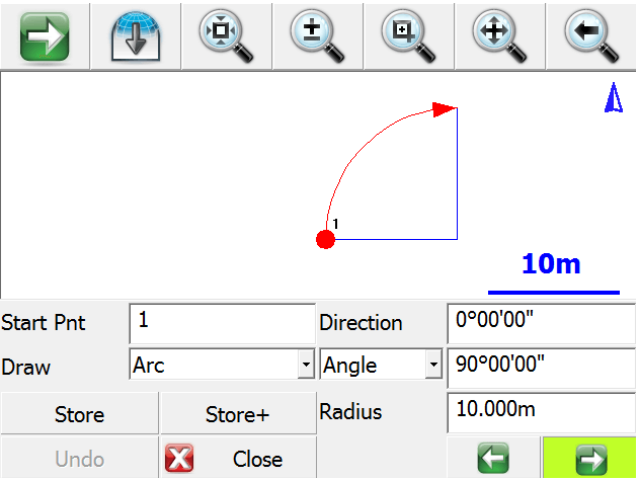 1
10m
Start Pnt 1 Direction 0°00'00"
Draw Arc Angle 90°00'00"
Store Store+ Radius 10.000m
Undo Close